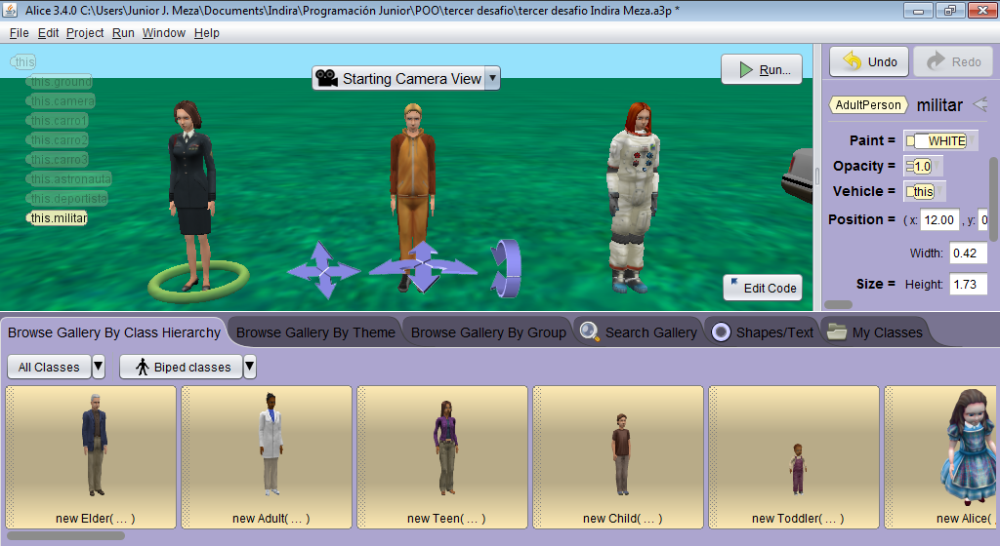 Alice 3.4.0 C:\Users\Junior J. Meza\Documents\Indira\Programación Junior\POO\tercer desafio\tercer desafio Indira Meza.a3p *
File Edit Project Run Window Help
this
this.ground
this.camera
this.carro1
this.carro2
this.carro3
this.astronauta
this.deportista
this.militar
Starting Camera View
Run...
Edit Code
Undo Redo
AdultPerson militar
Paint = WHITE
Opacity = 1.0
Vehicle = this
Position = ( x: 12.00 , y: 0
Width: 0.42
Size = Height: 1.73
Browse Gallery By Class Hierarchy Browse Gallery By Theme Browse Gallery By Group Search Gallery Shapes/Text My Classes
All Classes Biped classes
new Elder( ... ) new Adult( ... ) new Teen( ... ) new Child( ... ) new Toddler( ... ) new Alice(